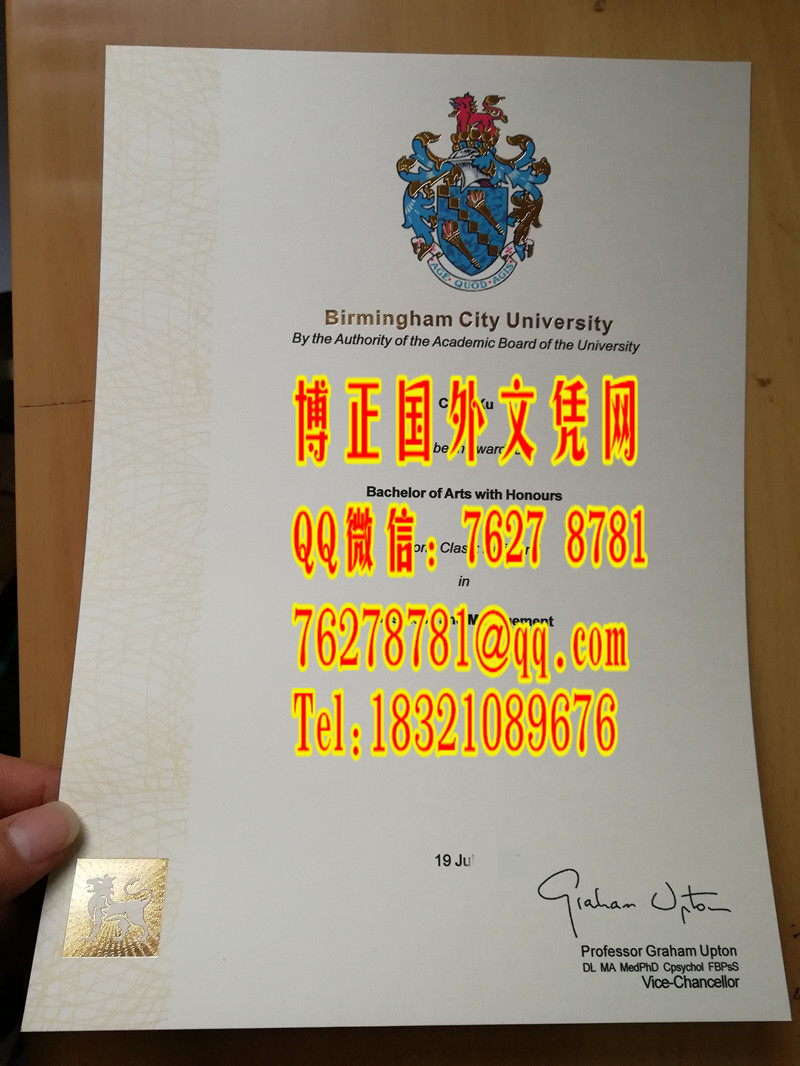 AGE · QUOD · AGIS
Birmingham City University
By the Authority of the Academic Board of the University
博正国外文凭网
Bachelor of Arts with Honours
QQ微信: 7627 8781
in
76278781@qq.com
Tel:18321089676
19
Graham Upton
Professor Graham Upton
DL MA MedPhD Cpsychol FBPsS
Vice-Chancellor